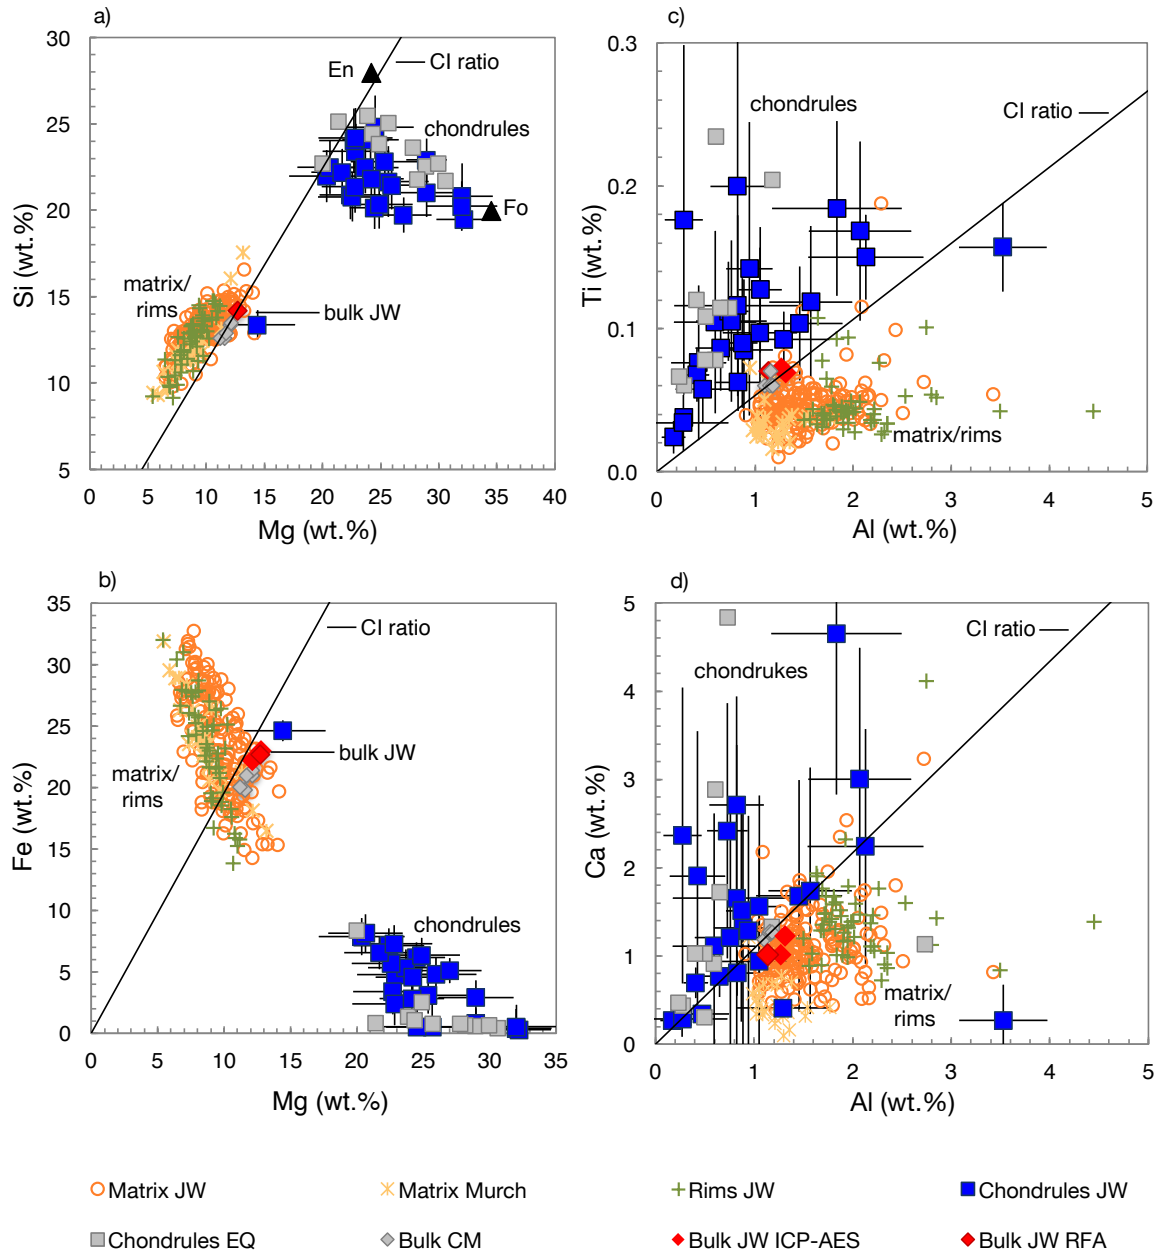 a)
30
25
20
15
10
5
Si (wt.%)
0
5
10
15
20
25
30
35
40
Mg (wt.%)
En
CI ratio
chondrules
Fo
matrix/
rims
bulk JW
c)
0.3
0.2
0.1
0.0
Ti (wt.%)
0
1
2
3
4
5
Al (wt.%)
chondrules
CI ratio
matrix/rims
b)
35
30
25
20
15
10
5
0
Fe (wt.%)
0
5
10
15
20
25
30
35
Mg (wt.%)
CI ratio
bulk JW
matrix/
rims
chondrules
d)
5
4
3
2
1
0
Ca (wt.%)
0
1
2
3
4
5
Al (wt.%)
CI ratio
chondrukes
matrix/
rims
Matrix JW
Matrix Murch
Rims JW
Chondrules JW
Chondrules EQ
Bulk CM
Bulk JW ICP-AES
Bulk JW RFA